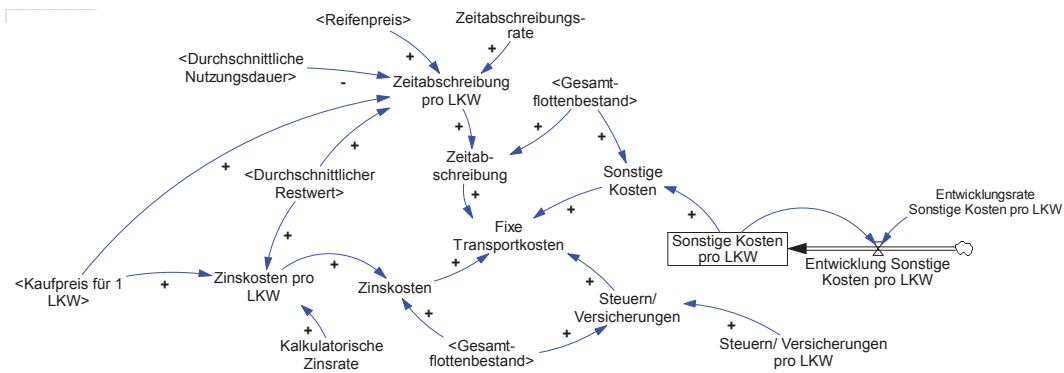 <Reifenpreis>
Zeitabschreibungs-
rate
<Durchschnittliche
Nutzungsdauer>
+
+
-
Zeitabschreibung
pro LKW
<Gesamt-
flottenbestand>
+
+
+
+
+
Zeitab-
schreibung
<Durchschnittlicher
Restwert>
Sonstige
Kosten
+
+
+
Entwicklungsrate
Sonstige Kosten pro LKW
+
Fixe
Transportkosten
Sonstige Kosten
pro LKW
Entwicklung Sonstige
Kosten pro LKW
<Kaufpreis für 1
LKW>
+
Zinskosten pro
LKW
+
Zinskosten
+
+
Steuern/
Versicherungen
+
+
Kalkulatorische
Zinsrate
<Gesamt-
flottenbestand>
+
+
Steuern/ Versicherungen
pro LKW